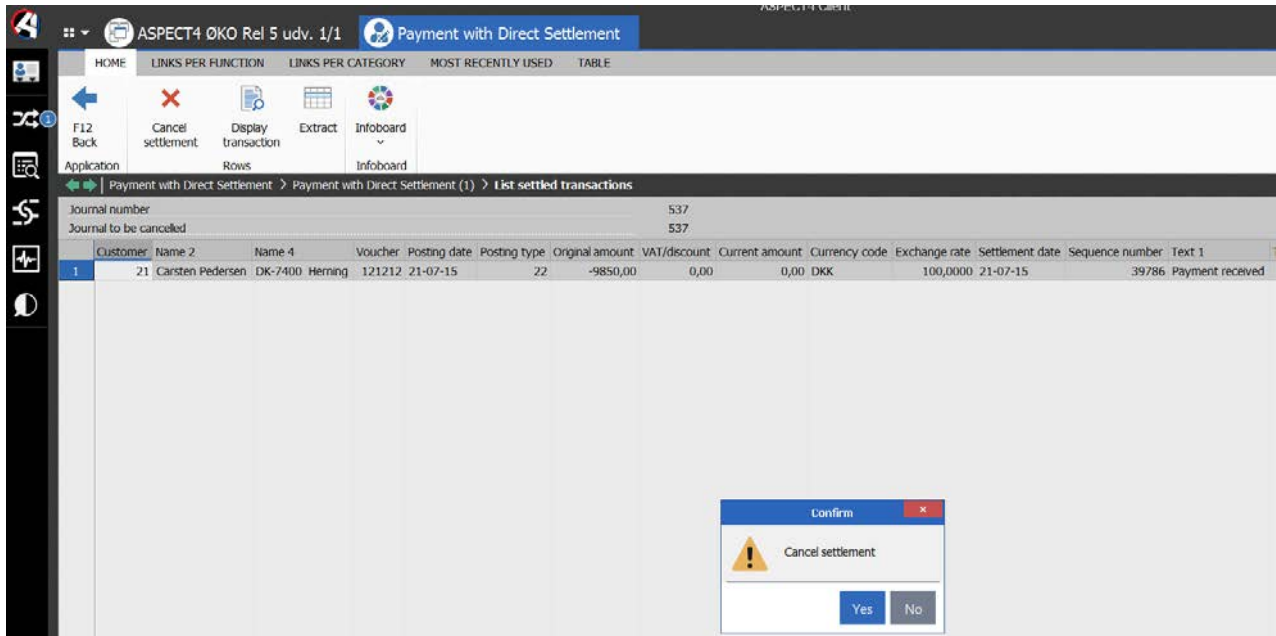 ASPECT4 Client
ASPECT4 ØKO Rel 5 udv. 1/1 Payment with Direct Settlement
HOME LINKS PER FUNCTION LINKS PER CATEGORY MOST RECENTLY USED TABLE
F12 Back
Cancel settlement
Display transaction
Extract
Infoboard
Application Rows Infoboard
1
Payment with Direct Settlement > Payment with Direct Settlement (1) > List settled transactions
Journal number 537
Journal to be cancelled 537
Customer Name 2 Name 4 Voucher Posting date Posting type Original amount VAT/discount Current amount Currency code Exchange rate Settlement date Sequence number Text 1
1 21 Carsten Pedersen DK-7400 Herning 121212 21-07-15 22 -9850,00 0,00 0,00 DKK 100,0000 21-07-15 39786 Payment received
Confirm
Cancel settlement
Yes No